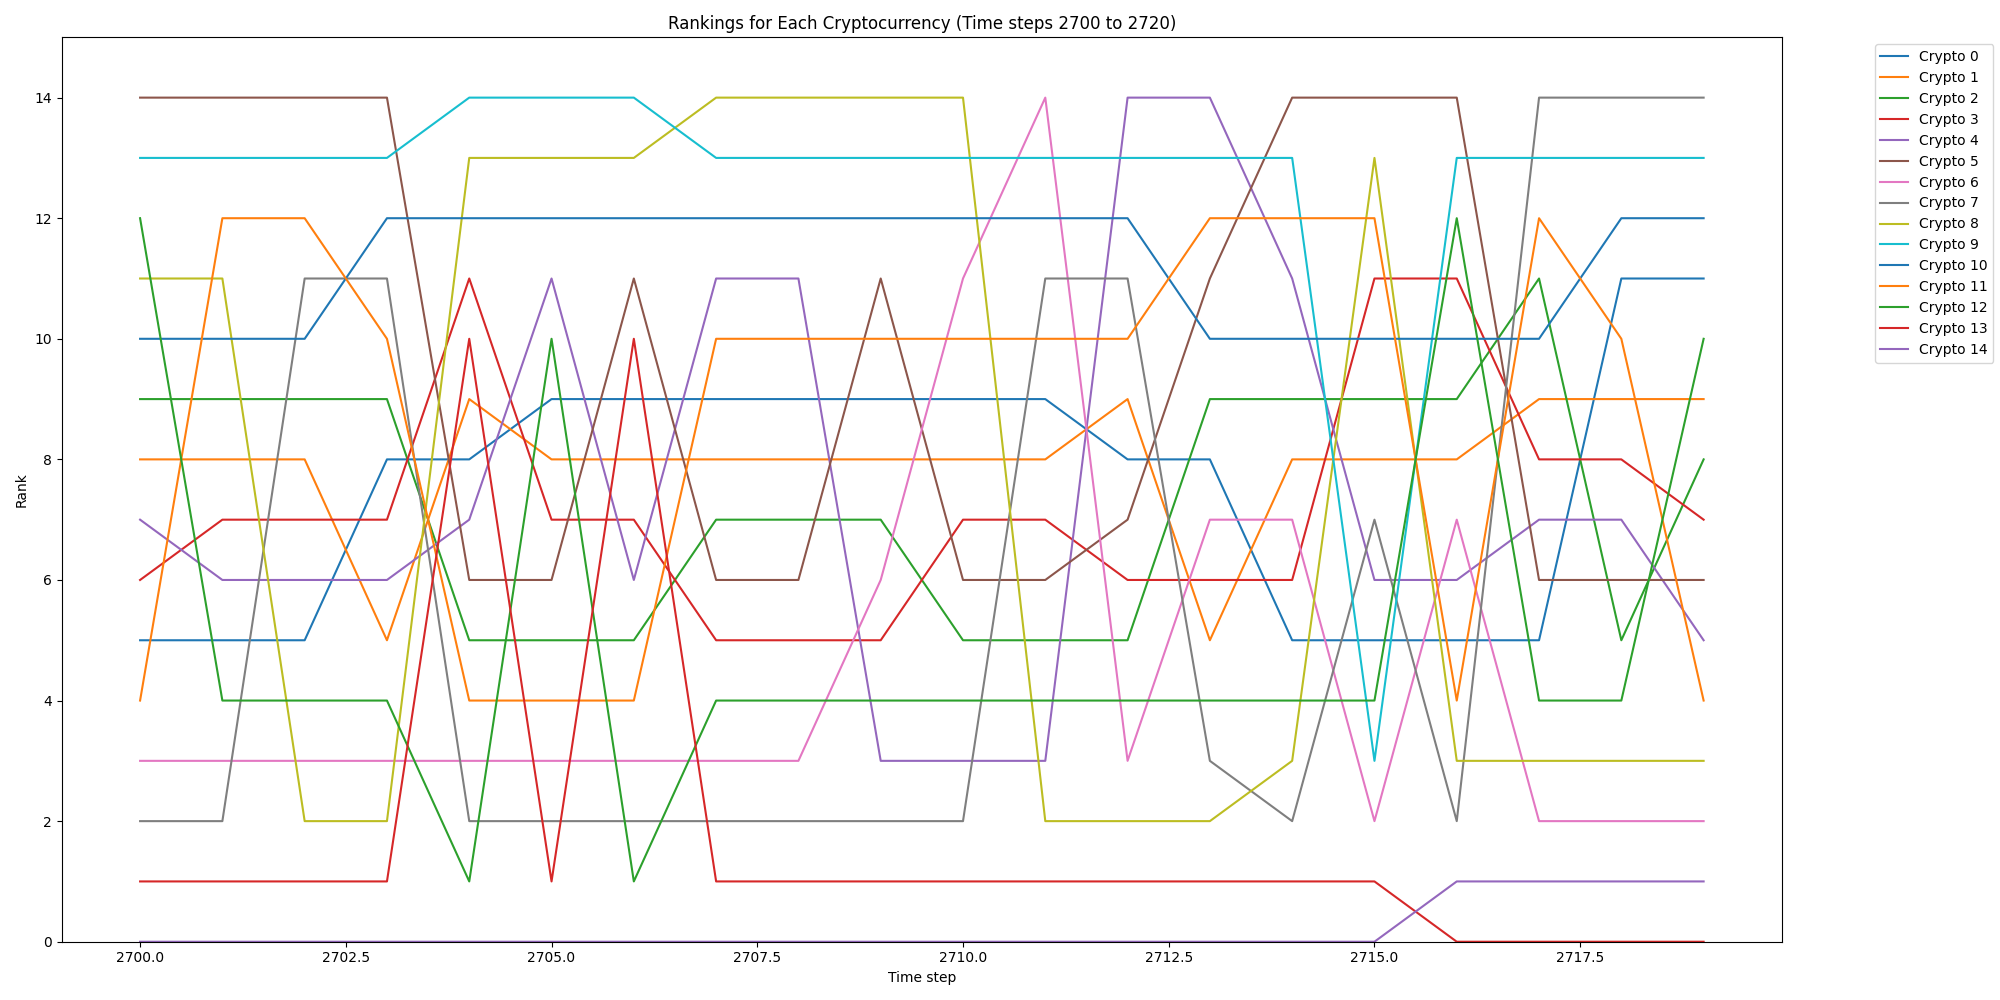 Rankings for Each Cryptocurrency (Time steps 2700 to 2720)
Rank
14
12
10
8
6
4
2
0
2700.0
2702.5
2705.0
2707.5
2710.0
2712.5
2715.0
2717.5
Time step
Crypto 0
Crypto 1
Crypto 2
Crypto 3
Crypto 4
Crypto 5
Crypto 6
Crypto 7
Crypto 8
Crypto 9
Crypto 10
Crypto 11
Crypto 12
Crypto 13
Crypto 14